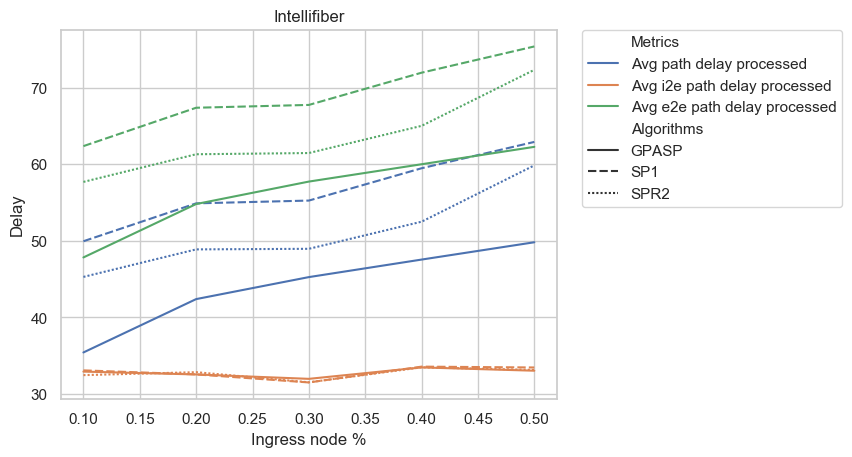 Intellifiber
Delay
70
60
50
40
30
0.10 0.15 0.20 0.25 0.30 0.35 0.40 0.45 0.50
Ingress node %
Metrics
Avg path delay processed
Avg i2e path delay processed
Avg e2e path delay processed
Algorithms
GPASP
SP1
SPR2